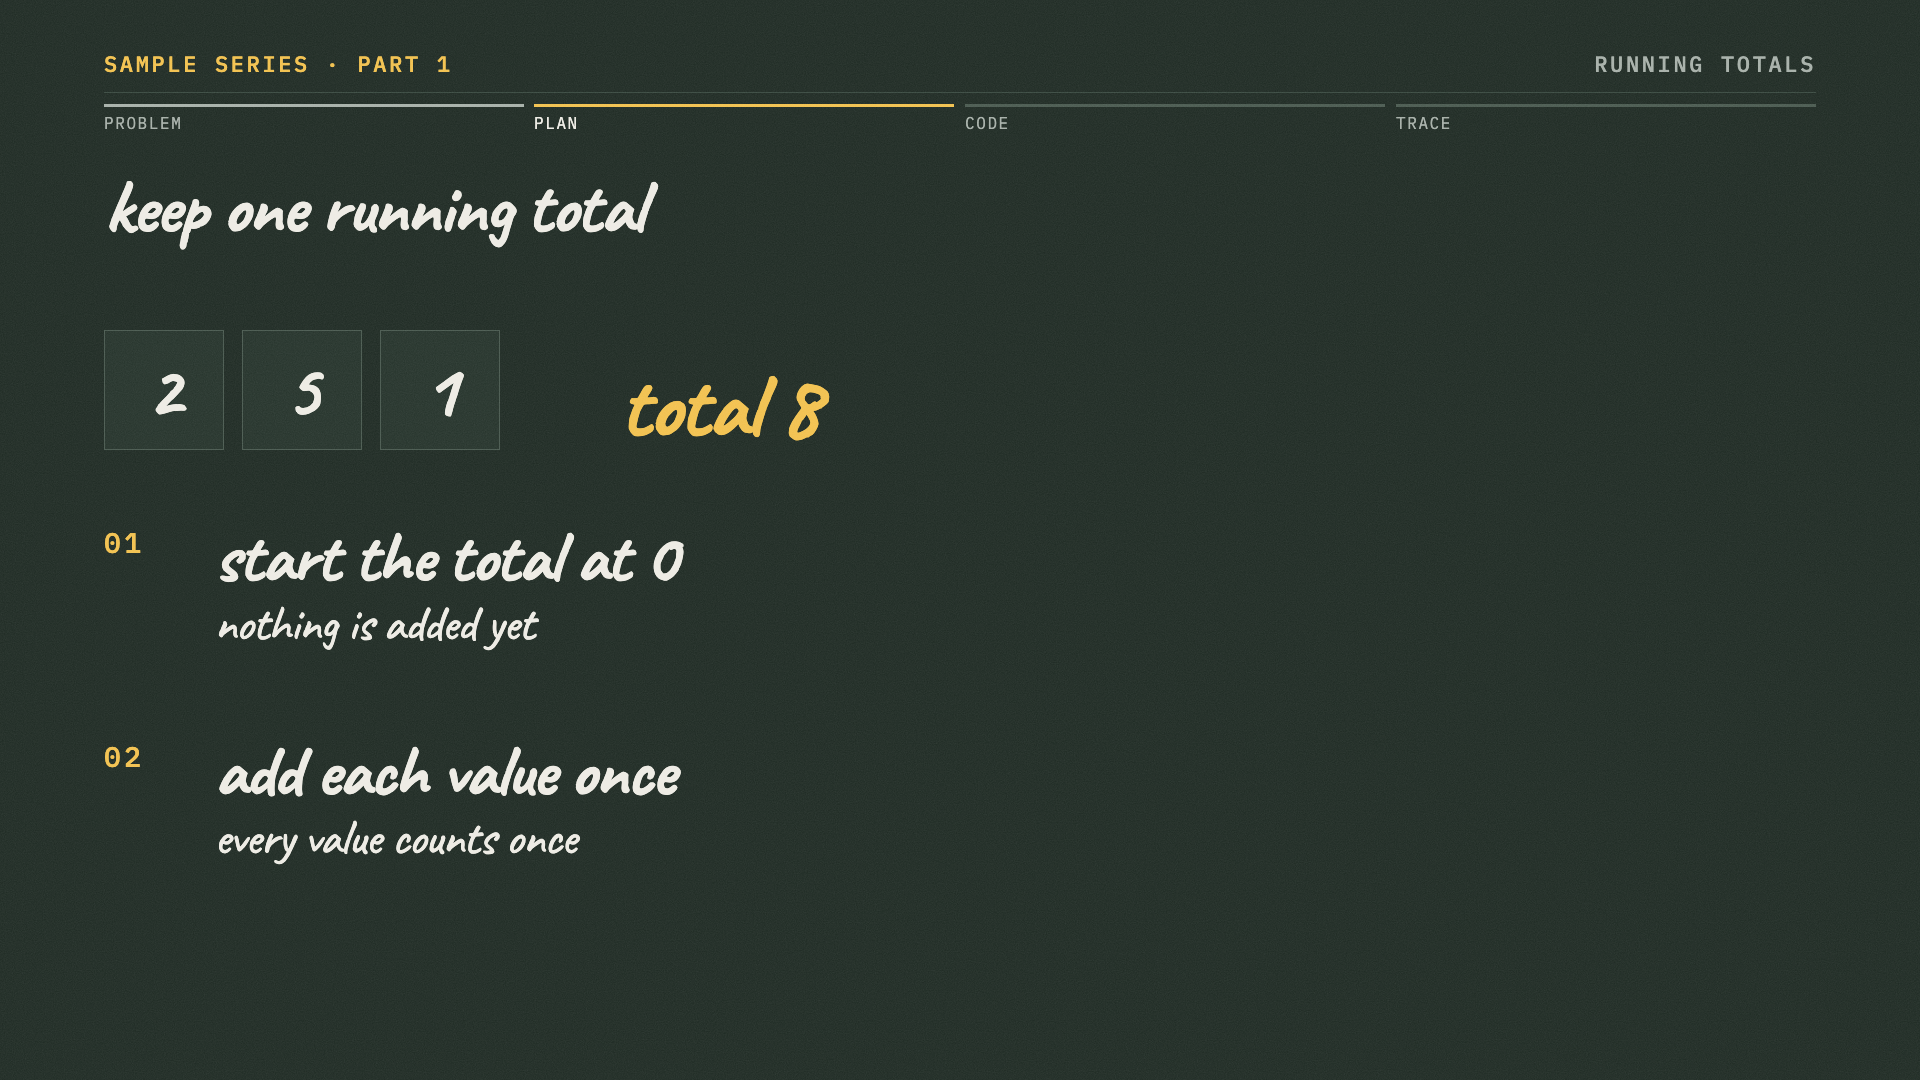 SAMPLE SERIES · PART 1
RUNNING TOTALS
PROBLEM
PLAN
CODE
TRACE
keep one running total
2 5 1
total 8
01
start the total at 0
nothing is added yet
02
add each value once
every value counts once